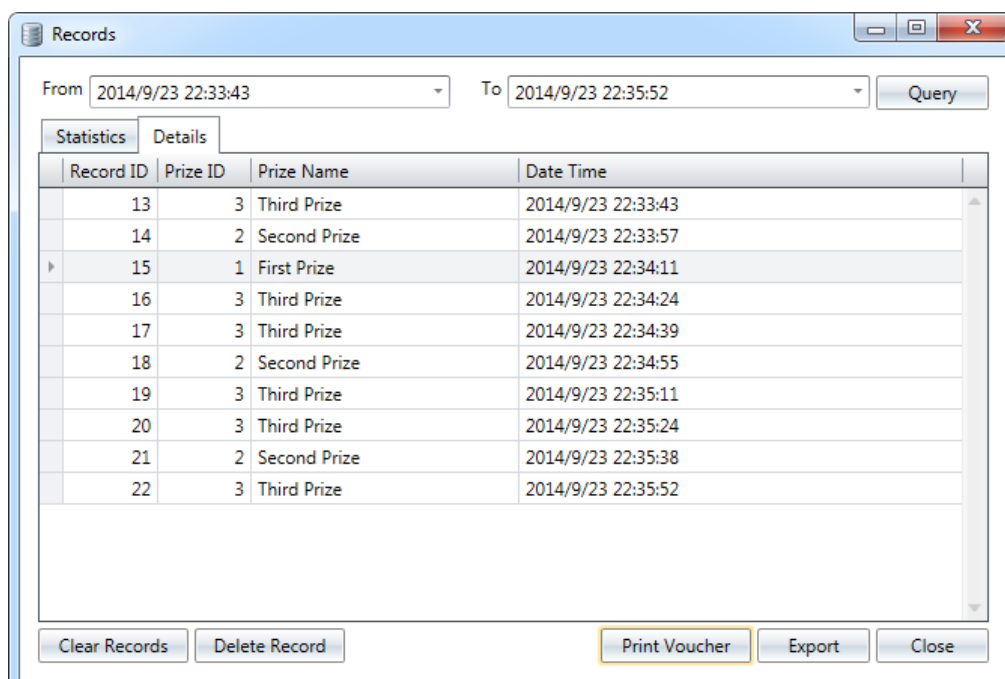 Records
From 2014/9/23 22:33:43 To 2014/9/23 22:35:52 Query
Statistics Details
Record ID Prize ID Prize Name Date Time
13 3 Third Prize 2014/9/23 22:33:43
14 2 Second Prize 2014/9/23 22:33:57
15 1 First Prize 2014/9/23 22:34:11
16 3 Third Prize 2014/9/23 22:34:24
17 3 Third Prize 2014/9/23 22:34:39
18 2 Second Prize 2014/9/23 22:34:55
19 3 Third Prize 2014/9/23 22:35:11
20 3 Third Prize 2014/9/23 22:35:24
21 2 Second Prize 2014/9/23 22:35:38
22 3 Third Prize 2014/9/23 22:35:52
Clear Records Delete Record Print Voucher Export Close